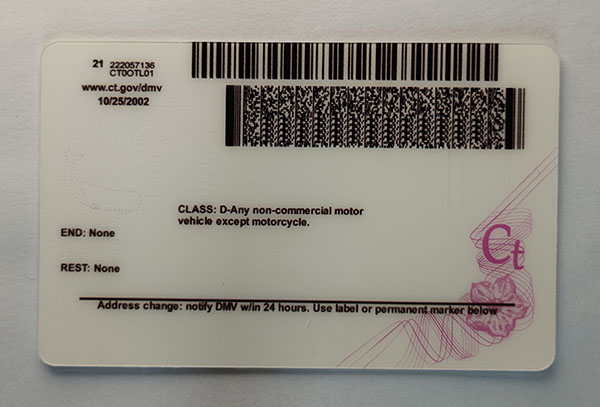 21 222057136
CT0OTL01
www.ct.gov/dmv
10/25/2002
CLASS: D-Any non-commercial motor
vehicle except motorcycle.
END: None
REST: None
Ct
Address change: notify DMV w/in 24 hours. Use label or permanent marker below